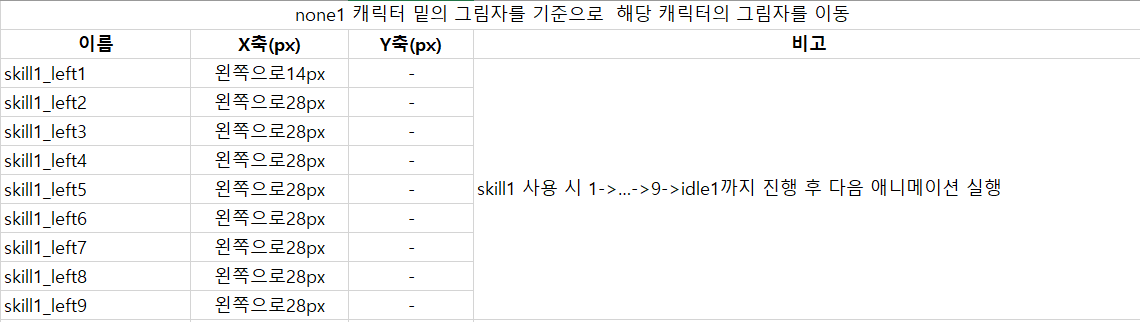 none1 캐릭터 밑의 그림자를 기준으로  해당 캐릭터의 그림자를 이동
이름 X축(px) Y축(px) 비고
skill1_left1 왼쪽으로14px -
skill1_left2 왼쪽으로28px -
skill1_left3 왼쪽으로28px -
skill1_left4 왼쪽으로28px -
skill1_left5 왼쪽으로28px - skill1 사용 시 1->...->9->idle1까지 진행 후 다음 애니메이션 실행
skill1_left6 왼쪽으로28px -
skill1_left7 왼쪽으로28px -
skill1_left8 왼쪽으로28px -
skill1_left9 왼쪽으로28px -